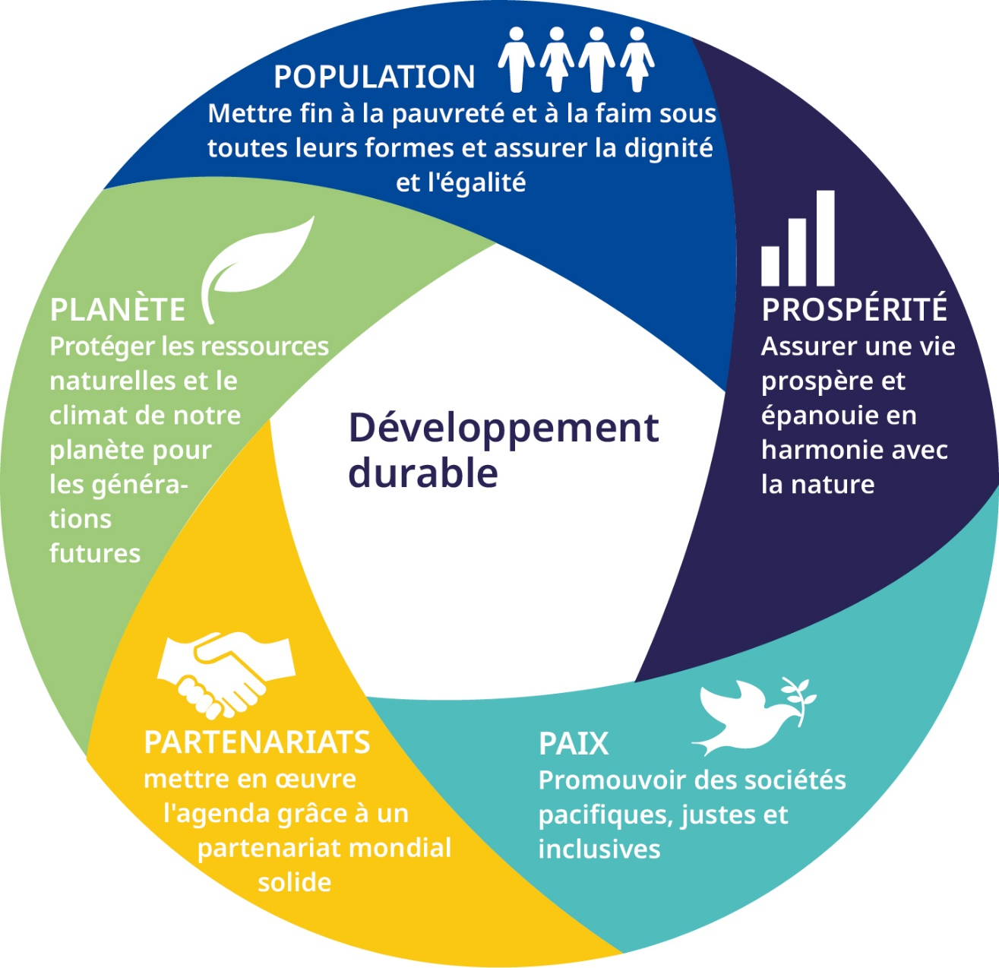 POPULATION
Mettre fin à la pauvreté et à la faim sous
toutes leurs formes et assurer la dignité
et l'égalité
PROSPÉRITÉ
Assurer une vie
prospère et
épanouie en
harmonie avec
la nature
PAIX
Promouvoir des sociétés
pacifiques, justes et
inclusives
PARTENARIATS
mettre en œuvre
l'agenda grâce à un
partenariat mondial
solide
PLANÈTE
Protéger les ressources
naturelles et le
climat de notre
planète pour
les généra-
tions
futures
Développement
durable